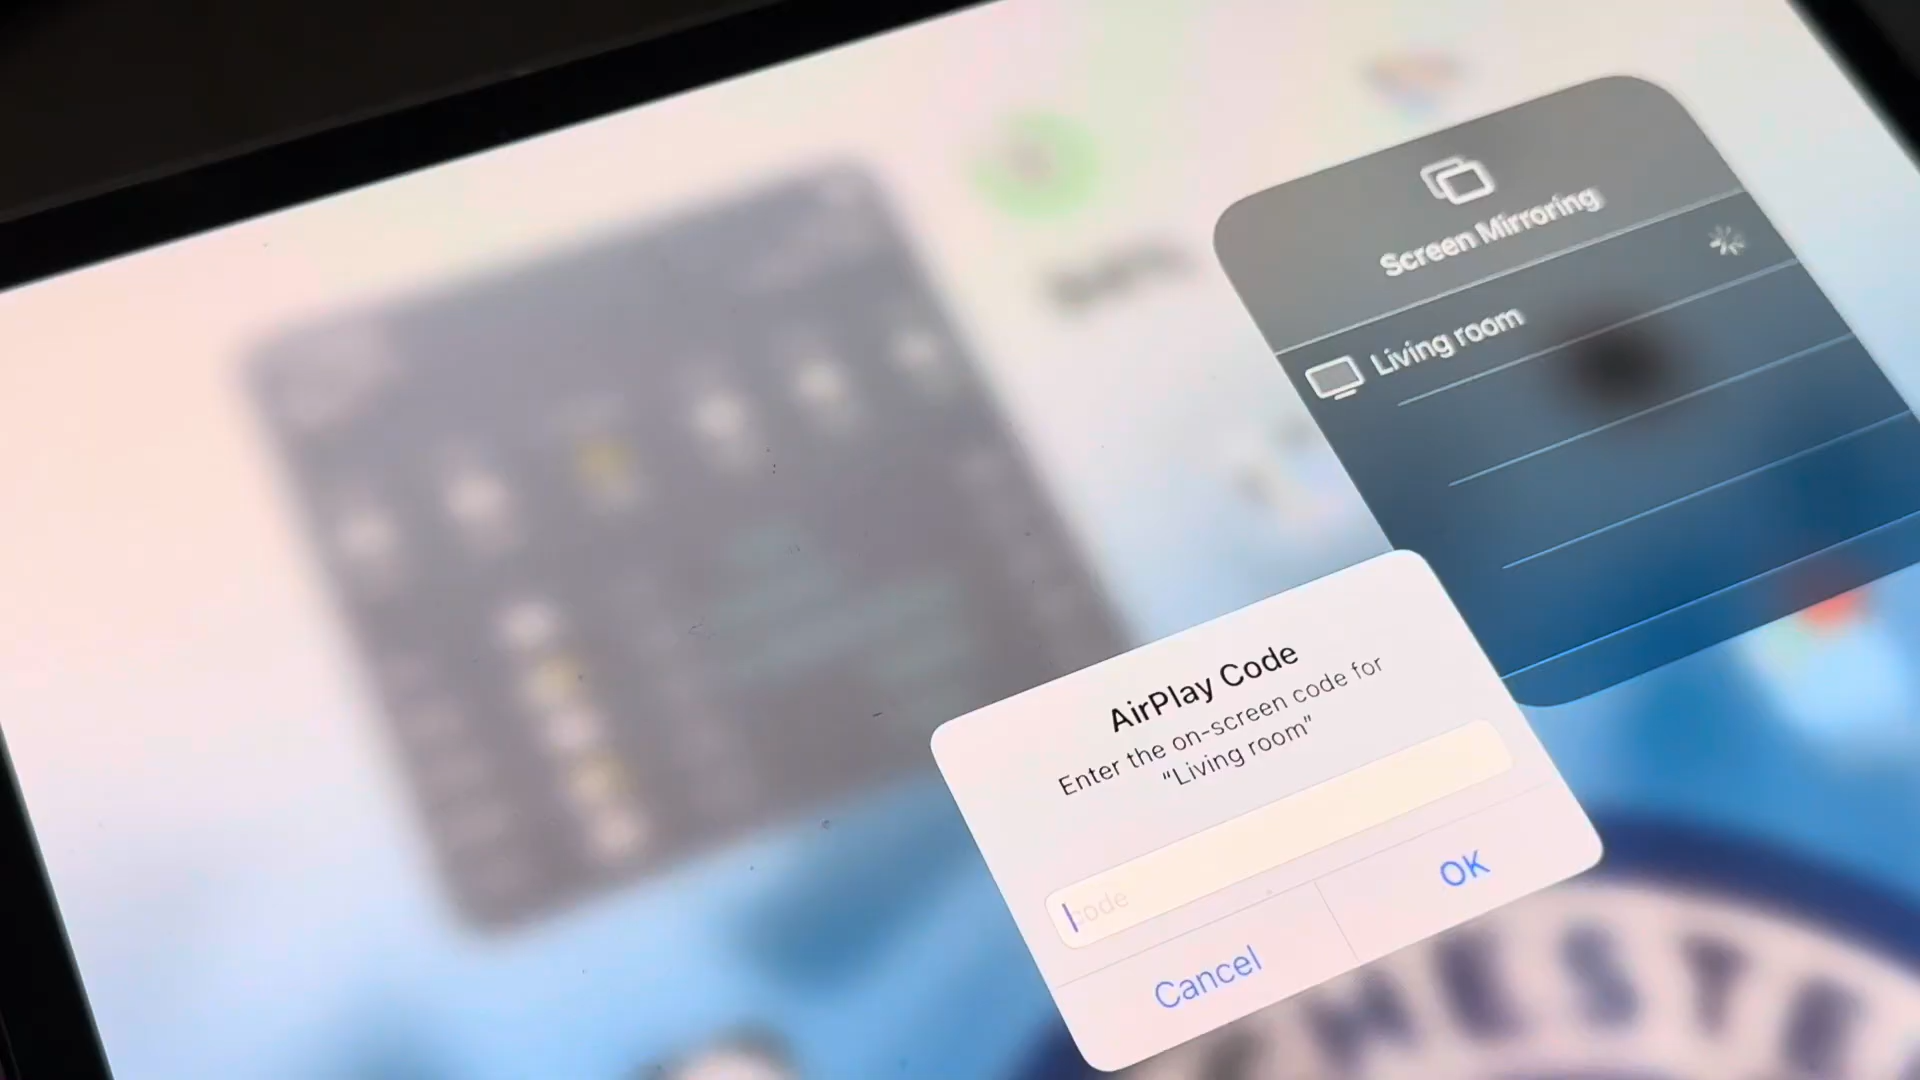 Screen Mirroring
Living room
AirPlay Code
Enter the on-screen code for
“Living room”
code
Cancel
OK